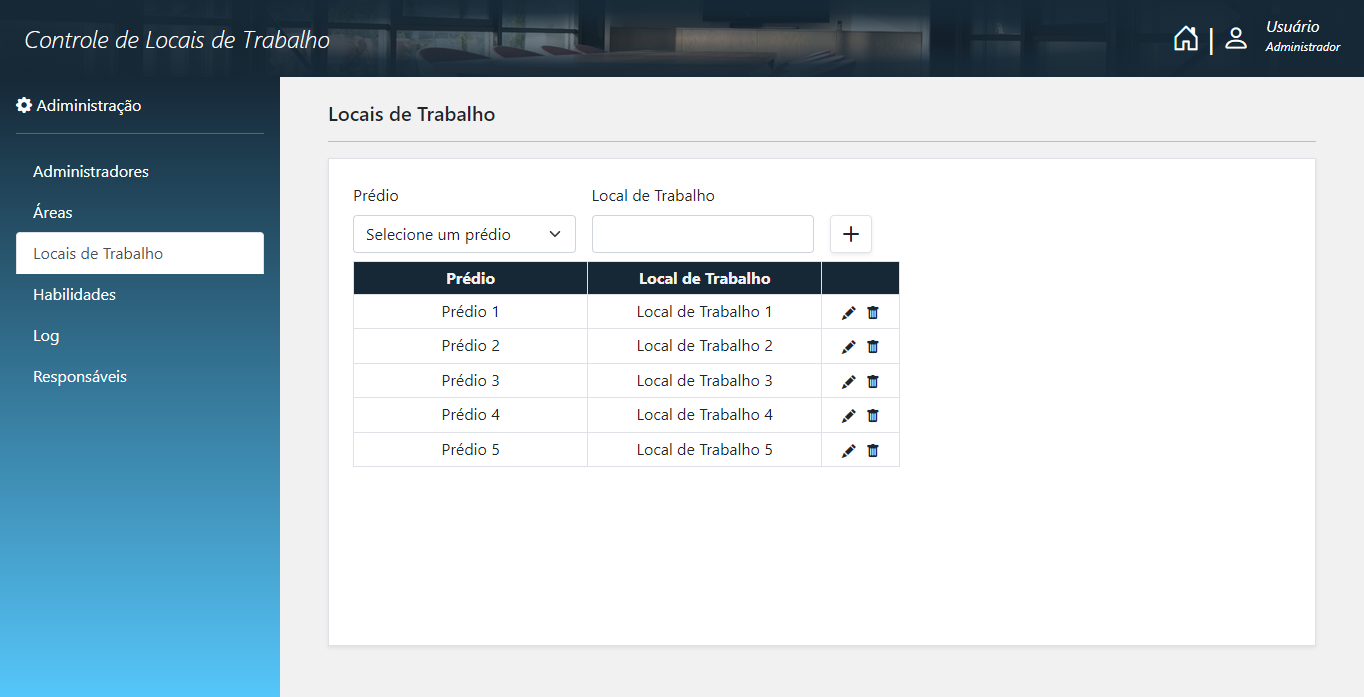 Controle de Locais de Trabalho
Usuário
Administrador
Adiministração
Administradores
Áreas
Locais de Trabalho
Habilidades
Log
Responsáveis
Locais de Trabalho
Prédio Local de Trabalho
Selecione um prédio
Prédio Local de Trabalho
Prédio 1 Local de Trabalho 1
Prédio 2 Local de Trabalho 2
Prédio 3 Local de Trabalho 3
Prédio 4 Local de Trabalho 4
Prédio 5 Local de Trabalho 5